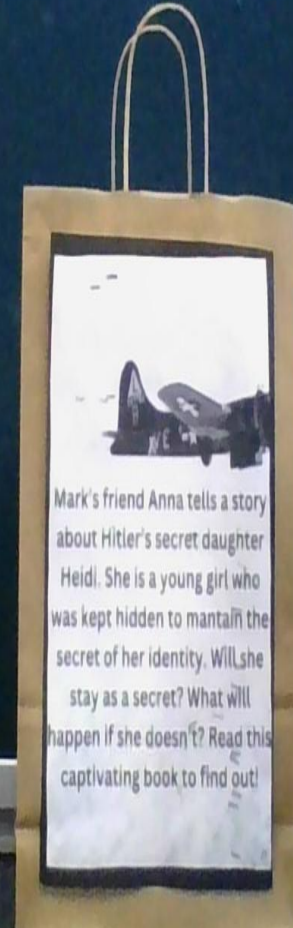 Mark's friend Anna tells a story
about Hitler's secret daughter
Heidi. She is a young girl who
was kept hidden to mantain the
secret of her identity. Will she
stay as a secret? What will
happen if she doesn't? Read this
captivating book to find out!